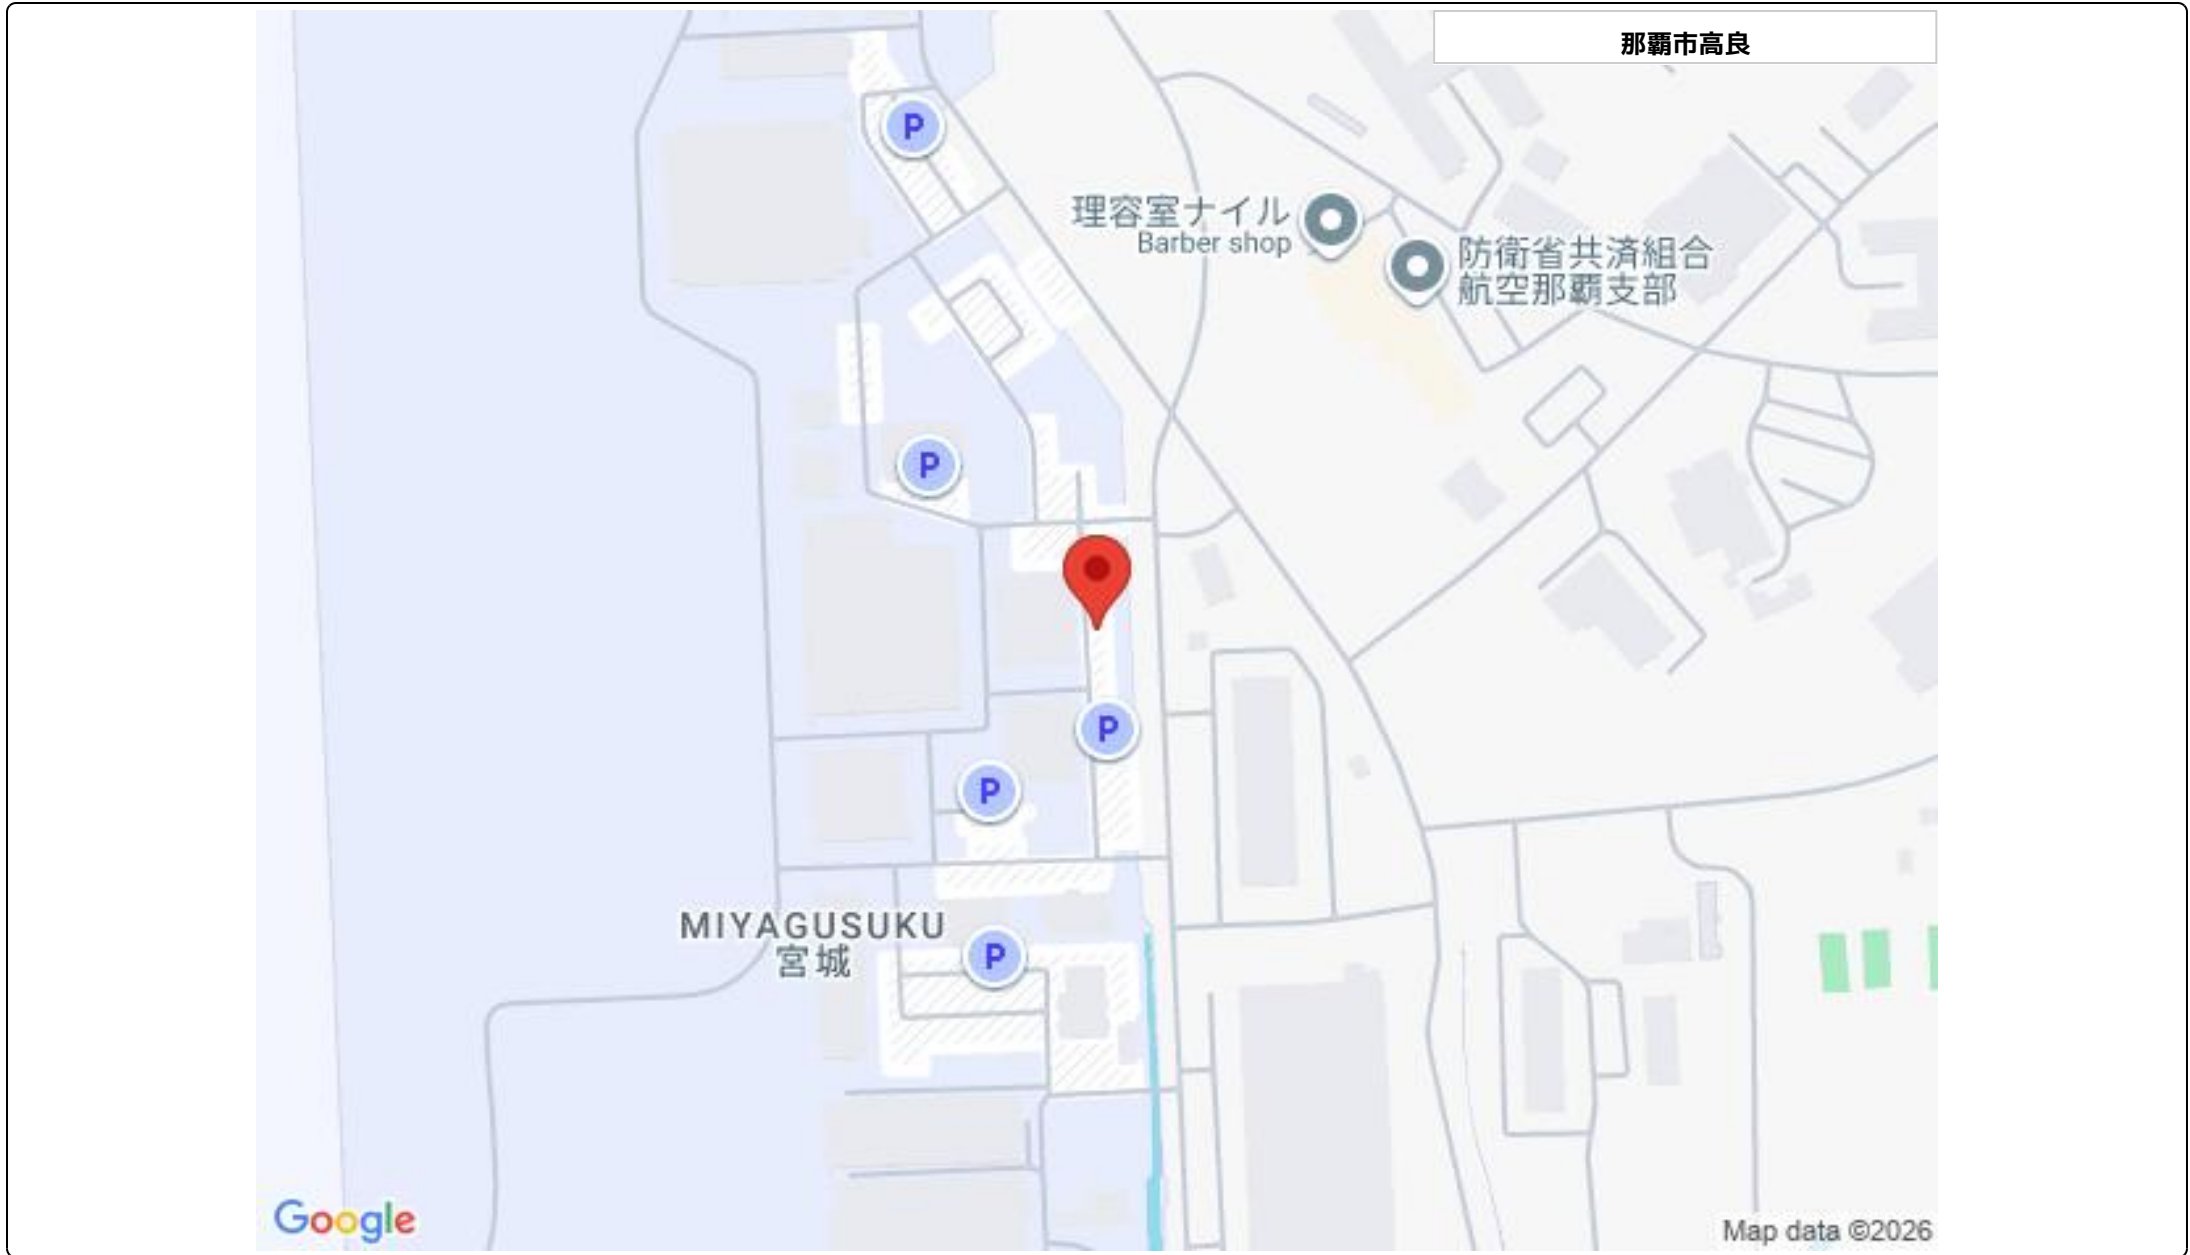 那覇市高良
P
理容室ナイル
Barber shop
防衛省共済組合
航空那覇支部
P
P
P
MIYAGUSUKU
宮城
P
Google
Map data ©2026